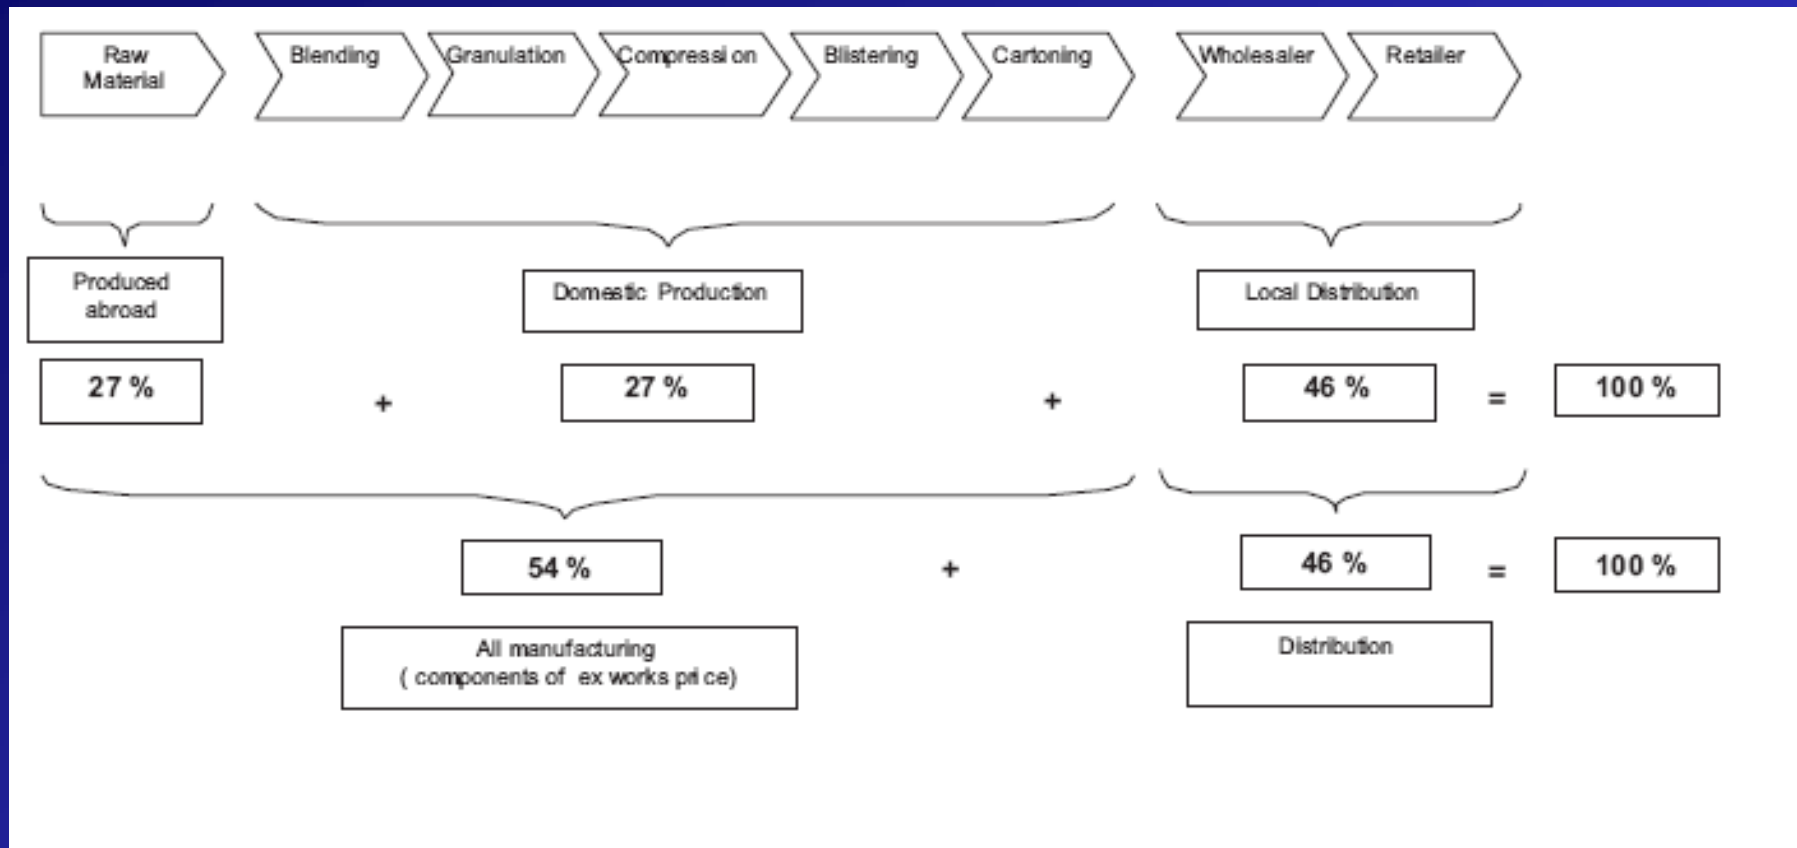 Raw
Material
Blending
Granulation
Compression
Blistering
Cartoning
Wholesaler
Retailer
Produced
abroad
Domestic Production
Local Distribution
27 %
+
27 %
+
46 %
=
100 %
54 %
+
46 %
=
100 %
All manufacturing
( components of ex works price)
Distribution